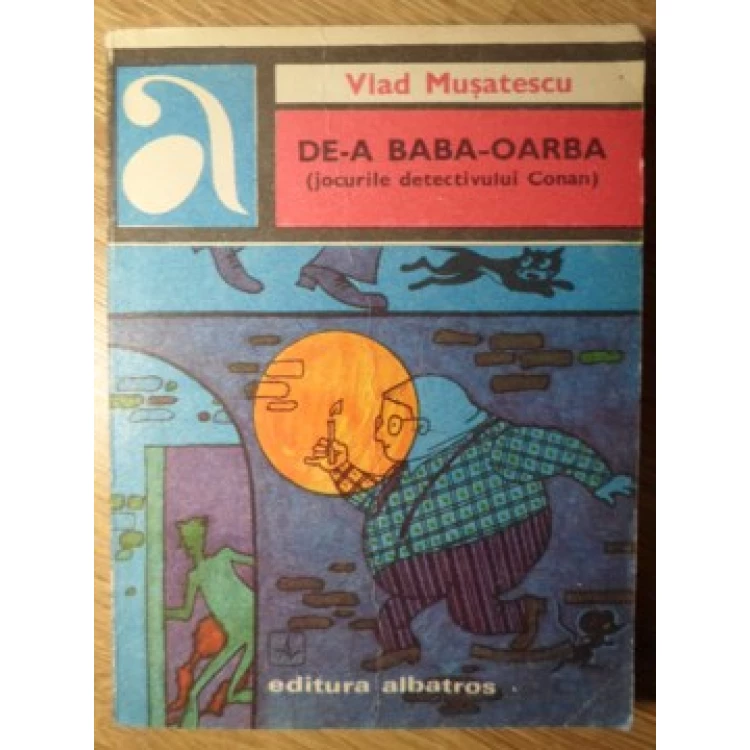 a
Vlad Mușatescu
DE-A BABA-OARBA
(jocurile detectivului Conan)
editura albatros